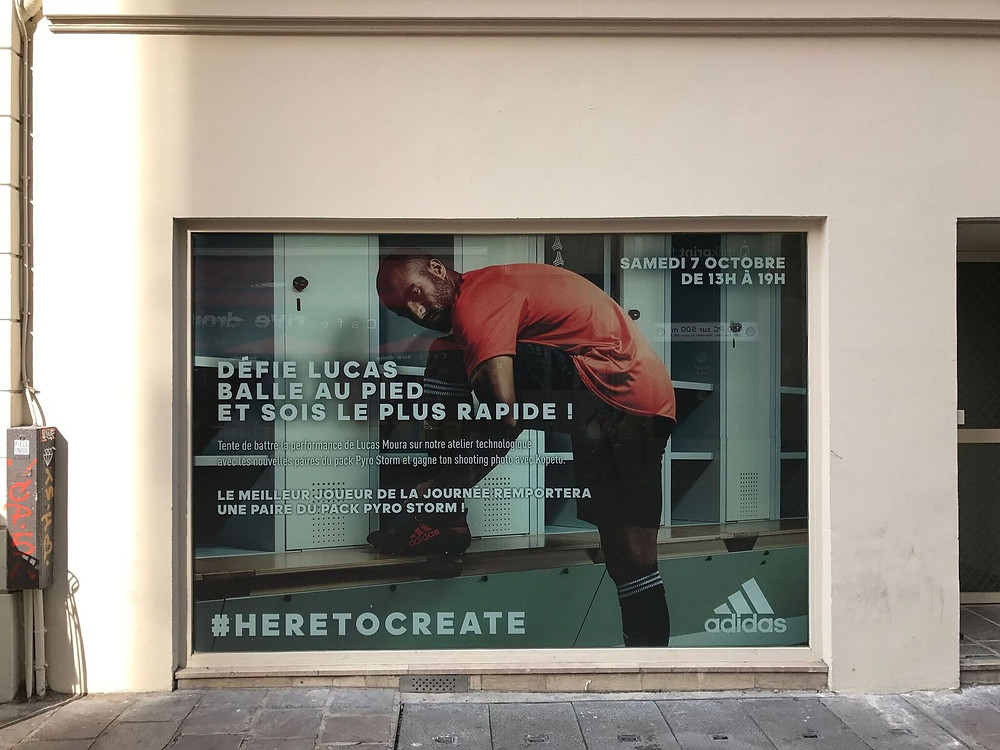 SAMEDI 7 OCTOBRE
DE 13H À 19H
DÉFIE LUCAS
BALLE AU PIED
ET SOIS LE PLUS RAPIDE !
Tente de battre la performance de Lucas Moura sur notre atelier technologique
avec les nouvelles paires du pack Pyro Storm et gagne ton shooting photo avec Kopeto.
LE MEILLEUR JOUEUR DE LA JOURNÉE REMPORTERA
UNE PAIRE DU PACK PYRO STORM !
adidas
#HERETOCREATE
adidas